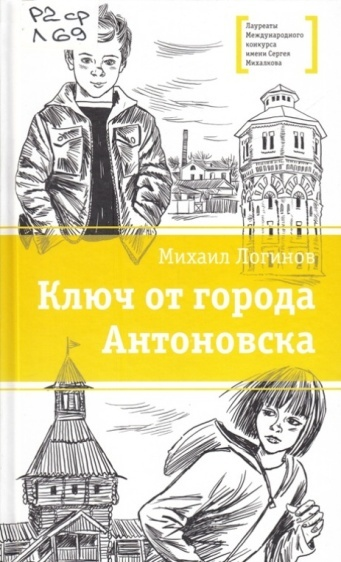 Р2 ср
Л 69
Лауреаты
Международного
конкурса
имени Сергея
Михалкова
Михаил Логинов
Ключ от города
Антоновска